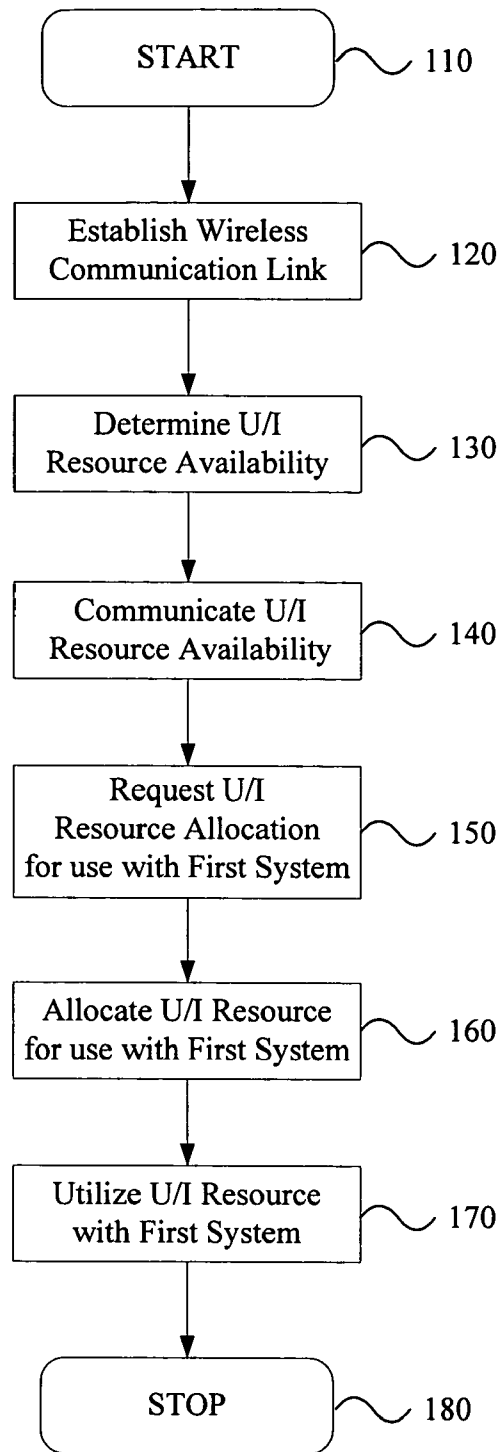 START
110
Establish Wireless
Communication Link
120
Determine U/I
Resource Availability
130
Communicate U/I
Resource Availability
140
Request U/I
Resource Allocation
for use with First System
150
Allocate U/I Resource
for use with First System
160
Utilize U/I Resource
with First System
170
STOP
180